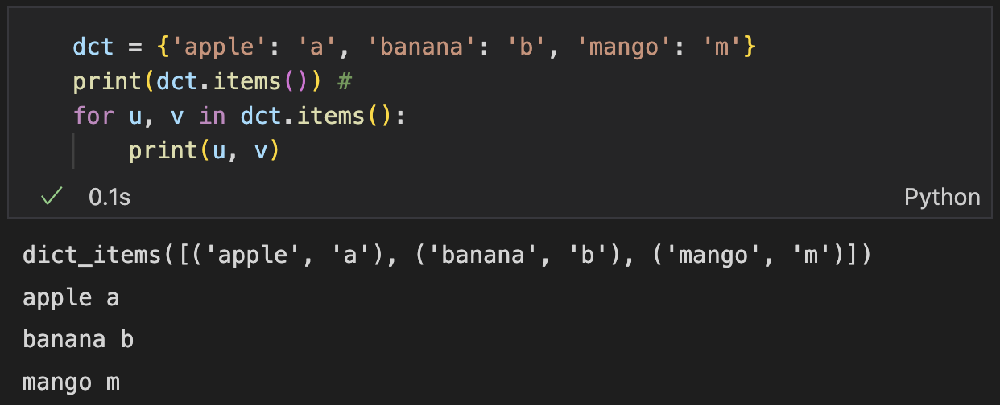 dct = {'apple': 'a', 'banana': 'b', 'mango': 'm'}
print(dct.items()) #
for u, v in dct.items():
    print(u, v)
✓ 0.1s Python
dict_items([('apple', 'a'), ('banana', 'b'), ('mango', 'm')])
apple a
banana b
mango m